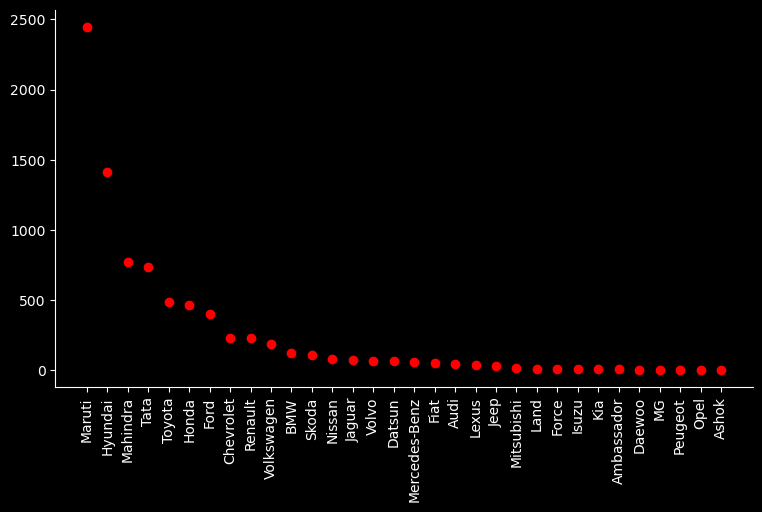 2500
2000
1500
1000
500
0
Maruti
Hyundai
Mahindra
Tata
Toyota
Honda
Ford
Chevrolet
Renault
Volkswagen
BMW
Skoda
Nissan
Jaguar
Volvo
Datsun
Mercedes-Benz
Fiat
Audi
Lexus
Jeep
Mitsubishi
Land
Force
Isuzu
Kia
Ambassador
Daewoo
MG
Peugeot
Opel
Ashok